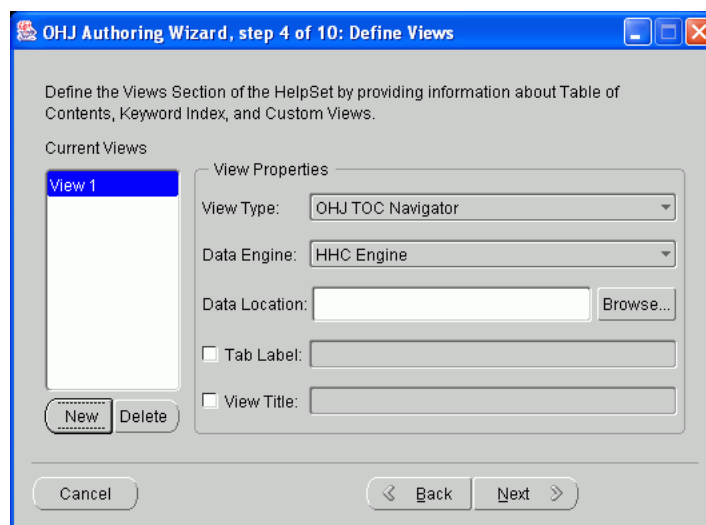 OHJ Authoring Wizard, step 4 of 10: Define Views
Define the Views Section of the HelpSet by providing information about Table of
Contents, Keyword Index, and Custom Views.
Current Views
View 1
View Properties
View Type: OHJ TOC Navigator
Data Engine: HHC Engine
Data Location: Browse...
Tab Label:
View Title:
New Delete
Cancel Back Next